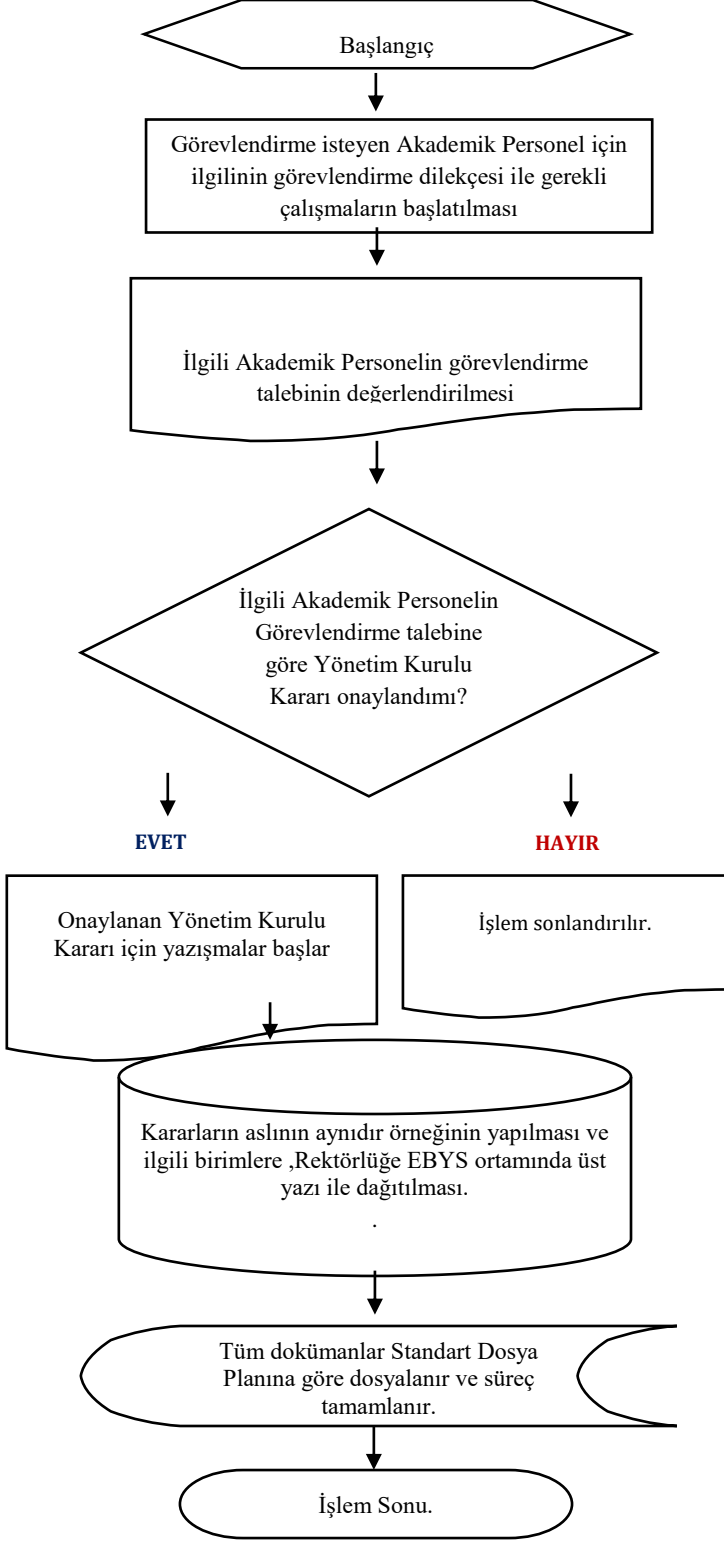 Başlangıç
Görevlendirme isteyen Akademik Personel için
ilgilinin görevlendirme dilekçesi ile gerekli
çalışmaların başlatılması
İlgili Akademik Personelin görevlendirme
talebinin değerlendirilmesi
İlgili Akademik Personelin
Görevlendirme talebine
göre Yönetim Kurulu
Kararı onaylandımı?
EVET
HAYIR
Onaylanan Yönetim Kurulu
Kararı için yazışmalar başlar
İşlem sonlandırılır.
Kararların aslının aynıdır örneğinin yapılması ve
ilgili birimlere ,Rektörlüğe EBYS ortamında üst
yazı ile dağıtılması.
.
Tüm dokümanlar Standart Dosya
Planına göre dosyalanır ve süreç
tamamlanır.
İşlem Sonu.